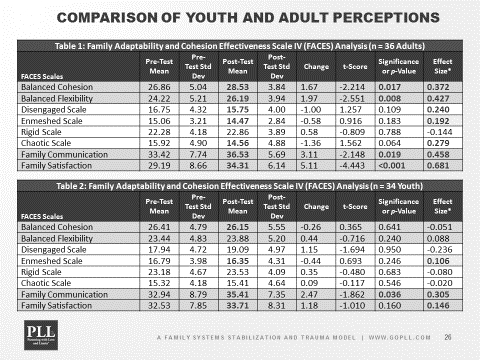 COMPARISON OF YOUTH AND ADULT PERCEPTIONS
Table 1: Family Adaptability and Cohesion Effectiveness Scale IV (FACES) Analysis (n = 36 Adults)
FACES Scales Pre-Test Mean Pre-Test Std Dev Post-Test Mean Post-Test Std Dev Change t-Score Significance or p-Value Effect Size*
Balanced Cohesion 26.86 5.04 28.53 3.84 1.67 -2.214 0.017 0.372
Balanced Flexibility 24.22 5.21 26.19 3.94 1.97 -2.551 0.008 0.427
Disengaged Scale 16.75 4.32 15.75 4.00 -1.00 1.257 0.109 0.240
Enmeshed Scale 15.06 3.21 14.47 2.84 -0.58 0.916 0.183 0.192
Rigid Scale 22.28 4.18 22.86 3.89 0.58 -0.809 0.788 -0.144
Chaotic Scale 15.92 4.90 14.56 4.88 -1.36 1.562 0.064 0.279
Family Communication 33.42 7.74 36.53 5.69 3.11 -2.148 0.019 0.458
Family Satisfaction 29.19 8.66 34.31 6.14 5.11 -4.443 <0.001 0.681
Table 2: Family Adaptability and Cohesion Effectiveness Scale IV (FACES) Analysis (n = 34 Youth)
FACES Scales Pre-Test Mean Pre-Test Std Dev Post-Test Mean Post-Test Std Dev Change t-Score Significance or p-Value Effect Size*
Balanced Cohesion 26.41 4.79 26.15 5.55 -0.26 0.365 0.641 -0.051
Balanced Flexibility 23.44 4.83 23.88 5.20 0.44 -0.716 0.240 0.088
Disengaged Scale 17.94 4.72 19.09 4.97 1.15 -1.694 0.950 -0.236
Enmeshed Scale 16.79 3.98 16.35 4.31 -0.44 0.693 0.246 0.106
Rigid Scale 23.18 4.67 23.53 4.09 0.35 -0.480 0.683 -0.080
Chaotic Scale 15.32 4.18 15.41 4.64 0.09 -0.117 0.546 -0.020
Family Communication 32.94 8.79 35.41 7.35 2.47 -1.862 0.036 0.305
Family Satisfaction 32.53 7.85 33.71 8.31 1.18 -1.010 0.160 0.146
PLL
Parenting with Love and Limits
A FAMILY SYSTEMS STABILIZATION AND TRAUMA MODEL | WWW.GOPLL.COM 26